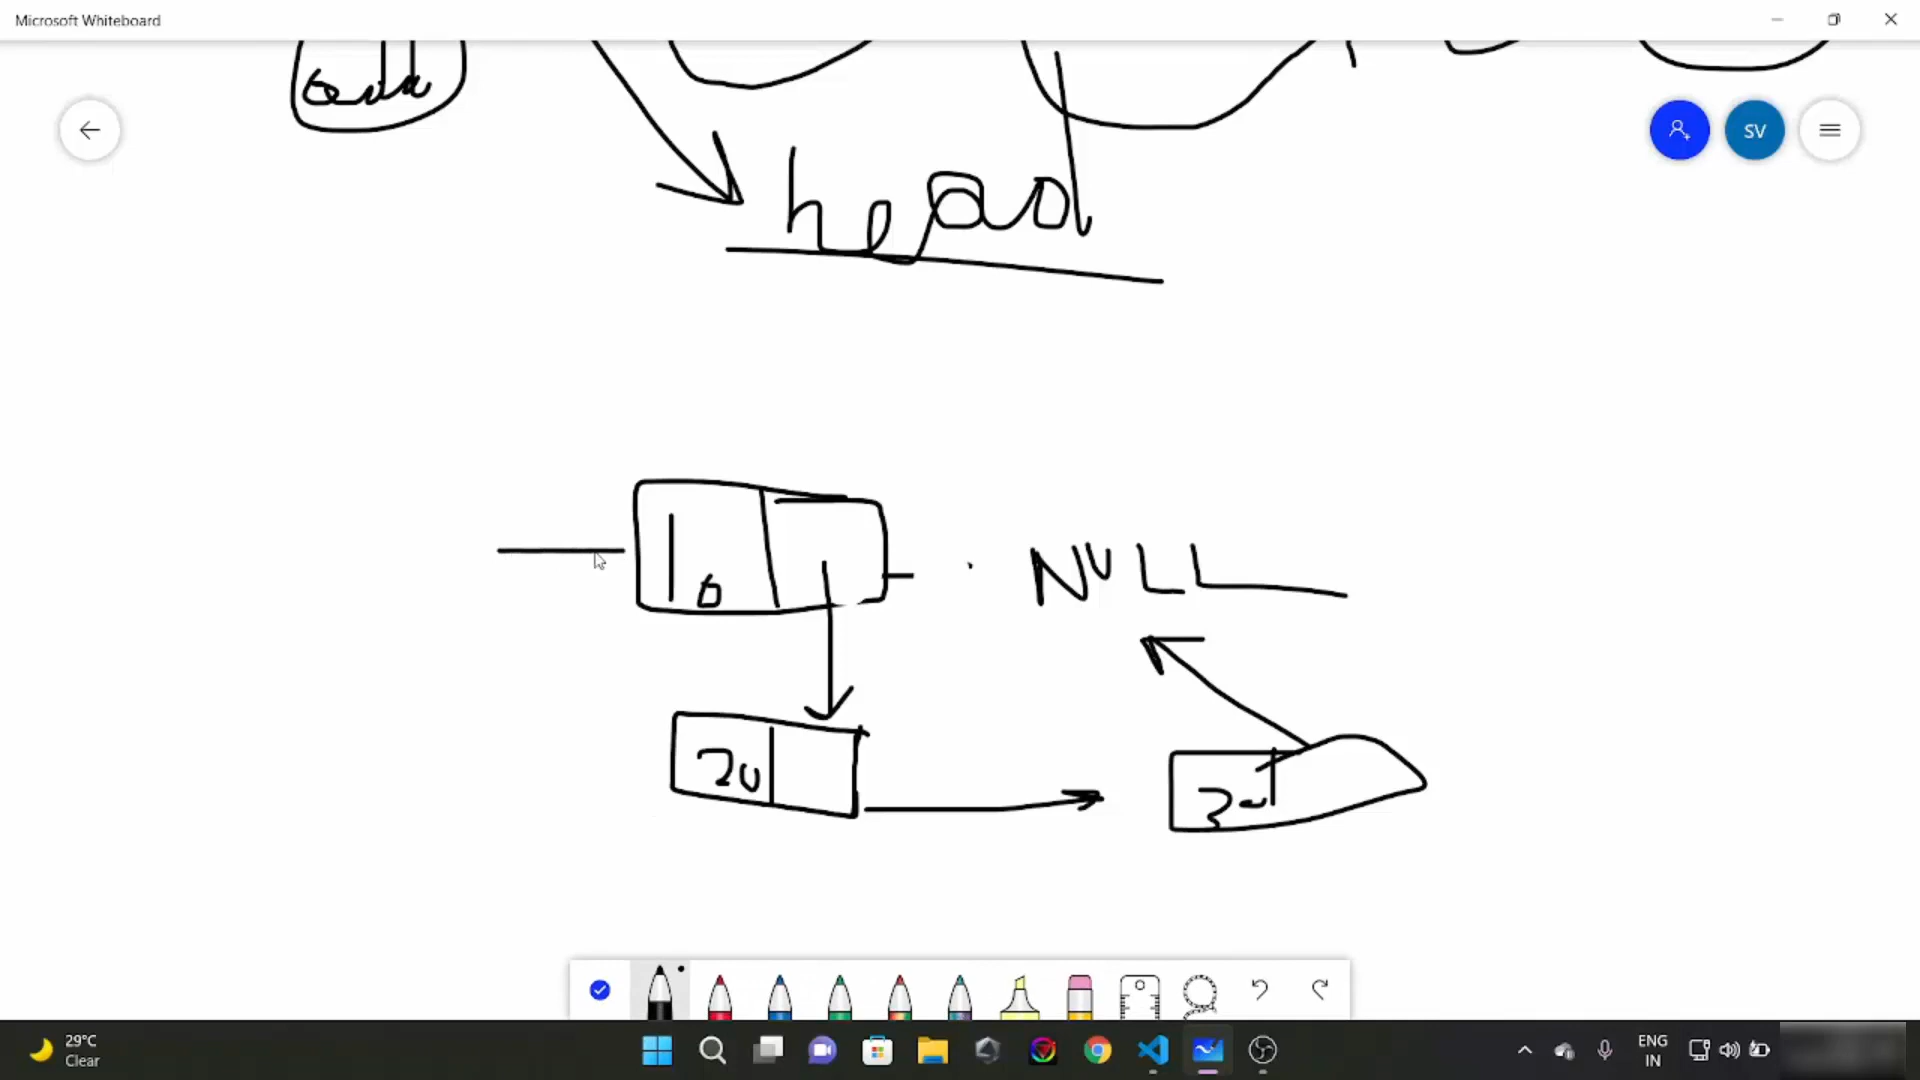 Microsoft Whiteboard
SV
head
10
NULL
20
30
29°C
Clear
ENG
IN